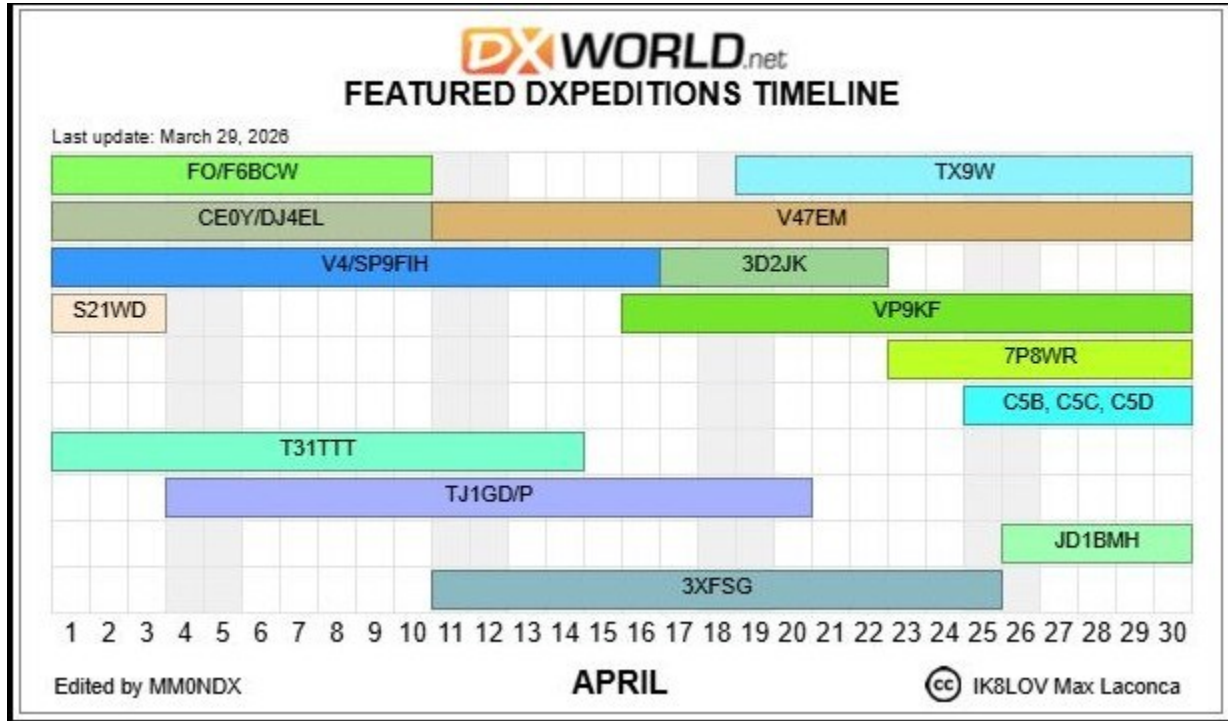 DX WORLD.net
FEATURED DXPEDITIONS TIMELINE
Last update: March 29, 2026
FO/F6BCW TX9W
CE0Y/DJ4EL V47EM
V4/SP9FIH 3D2JK
S21WD VP9KF
7P8WR
C5B, C5C, C5D
T31TTT
TJ1GD/P
JD1BMH
3XFSG
1 2 3 4 5 6 7 8 9 10 11 12 13 14 15 16 17 18 19 20 21 22 23 24 25 26 27 28 29 30
Edited by MM0NDX APRIL cc IK8LOV Max Laconca